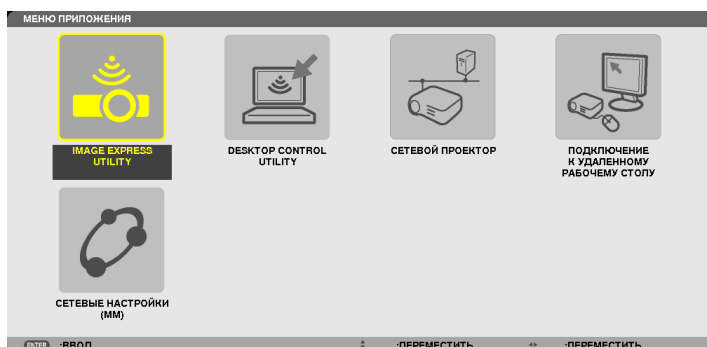 МЕНЮ ПРИЛОЖЕНИЯ
IMAGE EXPRESS
UTILITY
DESKTOP CONTROL
UTILITY
СЕТЕВОЙ ПРОЕКТОР
ПОДКЛЮЧЕНИЕ
К УДАЛЕННОМУ
РАБОЧЕМУ СТОЛУ
СЕТЕВЫЕ НАСТРОЙКИ
(MM)
ENTER :ВВОД :ПЕРЕМЕСТИТЬ :ПЕРЕМЕСТИТЬ